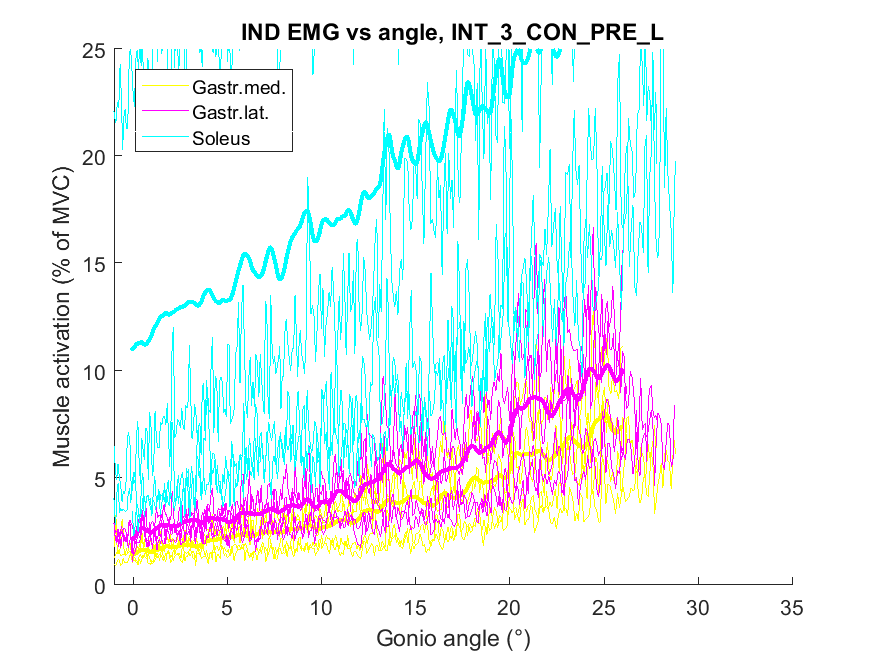 IND EMG vs angle, INT_3_CON_PRE_L
25
20
15
10
5
0
Muscle activation (% of MVC)
Gastr.med.
Gastr.lat.
Soleus
0 5 10 15 20 25 30 35
Gonio angle (°)